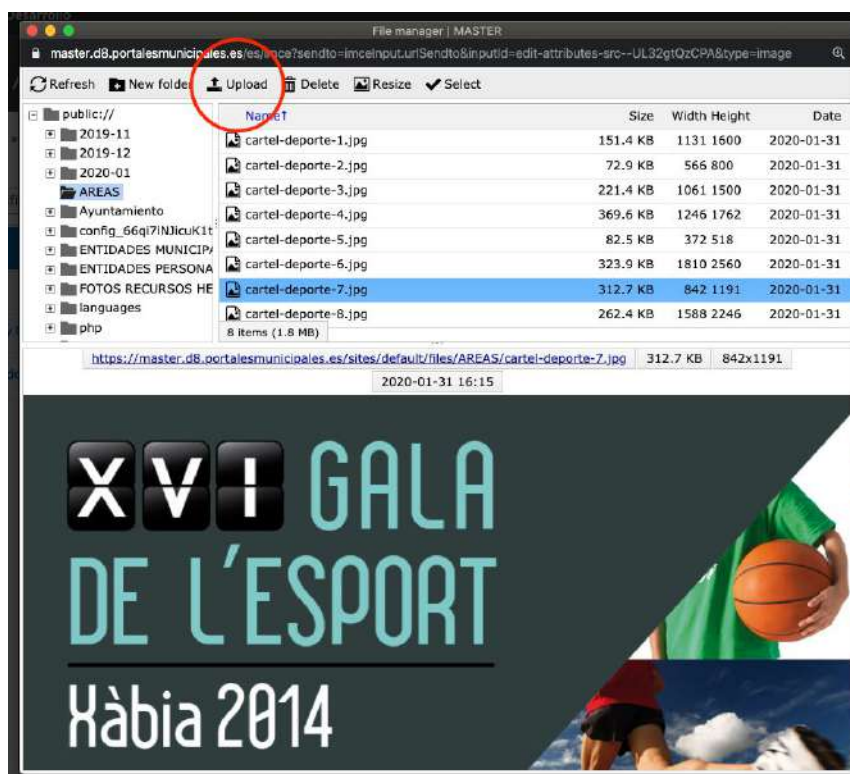 File manager | MASTER
master.d8.portalesmunicipales.es/es/imce?sendto=imceInput.urlSendto&inputId=edit-attributes-src--UL32gtQzCPA&type=image
Refresh New folder Upload Delete Resize Select
public://
2019-11
2019-12
2020-01
AREAS
Ayuntamiento
config_66qi7INJicuK1t
ENTIDADES MUNICIPA
ENTIDADES PERSONA
FOTOS RECURSOS HE
languages
php
Name↑ Size Width Height Date
cartel-deporte-1.jpg 151.4 KB 1131 1600 2020-01-31
cartel-deporte-2.jpg 72.9 KB 566 800 2020-01-31
cartel-deporte-3.jpg 221.4 KB 1061 1500 2020-01-31
cartel-deporte-4.jpg 369.6 KB 1246 1762 2020-01-31
cartel-deporte-5.jpg 82.5 KB 372 518 2020-01-31
cartel-deporte-6.jpg 323.9 KB 1810 2560 2020-01-31
cartel-deporte-7.jpg 312.7 KB 842 1191 2020-01-31
cartel-deporte-8.jpg 262.4 KB 1588 2246 2020-01-31
8 items (1.8 MB)
https://master.d8.portalesmunicipales.es/sites/default/files/AREAS/cartel-deporte-7.jpg 312.7 KB 842x1191
2020-01-31 16:15
XVI GALA
DE L'ESPORT
Xàbia 2014